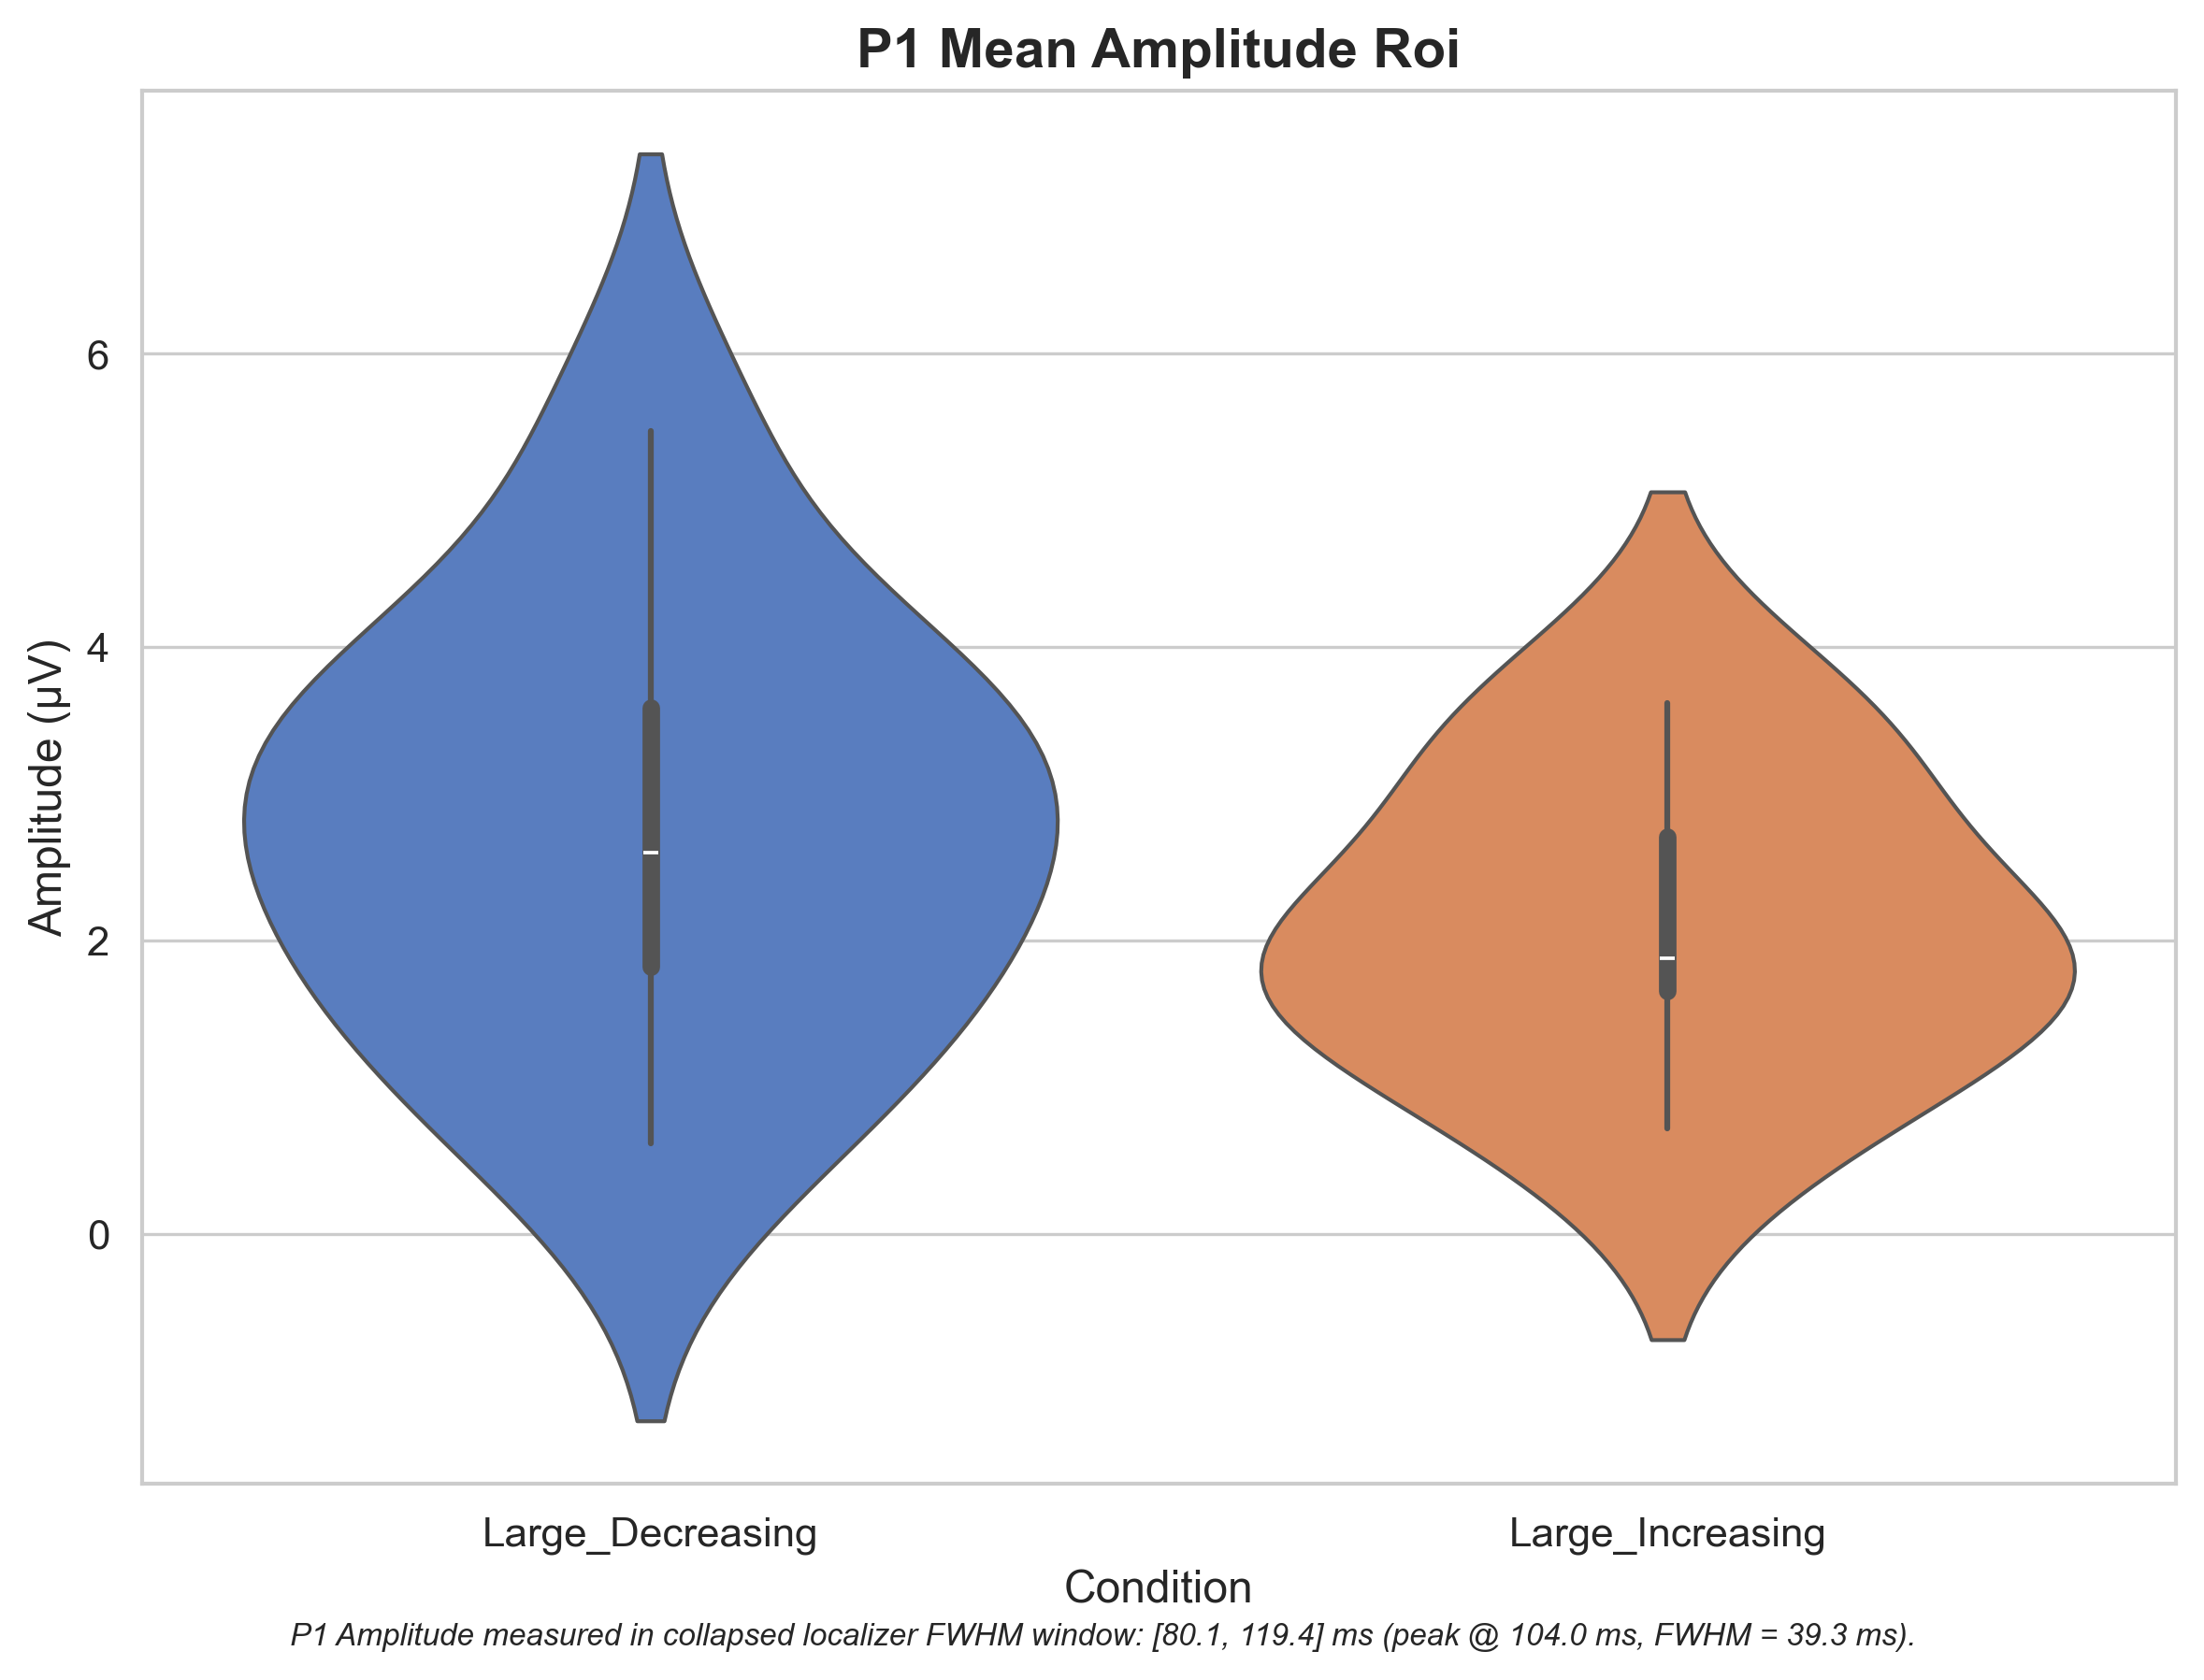 P1 Mean Amplitude Roi
Amplitude (µV)
6
4
2
0
Large_Decreasing
Large_Increasing
Condition
P1 Amplitude measured in collapsed localizer FWHM window: [80.1, 119.4] ms (peak @ 104.0 ms, FWHM = 39.3 ms).